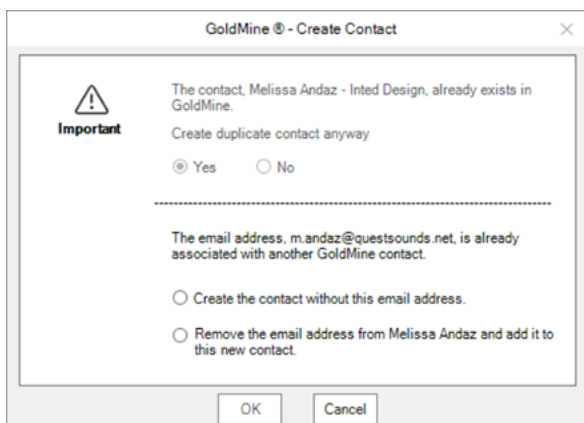 GoldMine ® - Create Contact
The contact, Melissa Andaz - Inted Design, already exists in
GoldMine.
Important
Create duplicate contact anyway
Yes No
The email address, m.andaz@questsounds.net, is already
associated with another GoldMine contact.
Create the contact without this email address.
Remove the email address from Melissa Andaz and add it to
this new contact.
OK Cancel